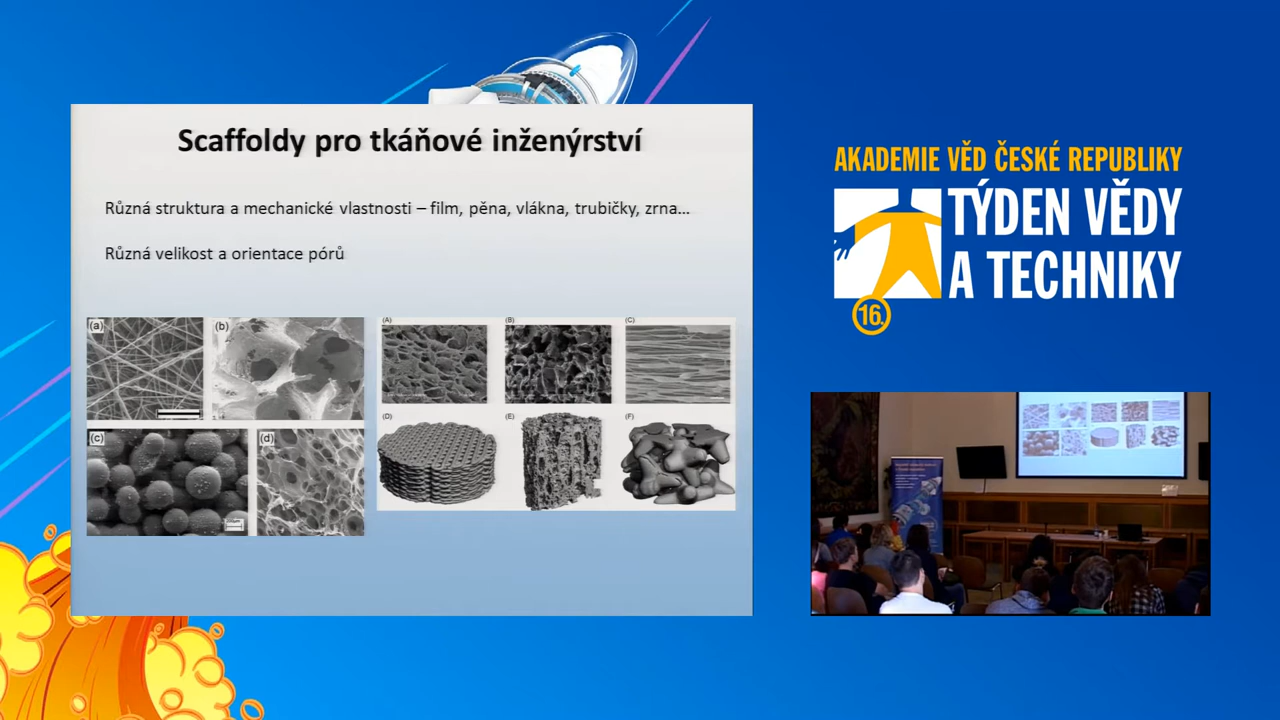 Scaffoldy pro tkáňové inženýrství
Různá struktura a mechanické vlastnosti – film, pěna, vlákna, trubičky, zrna...
Různá velikost a orientace pórů
(a)
(b)
(c)
(d)
(A)
(B)
(C)
(D)
(E)
(F)
AKADEMIE VĚD ČESKÉ REPUBLIKY
TÝDEN VĚDY
A TECHNIKY
16.